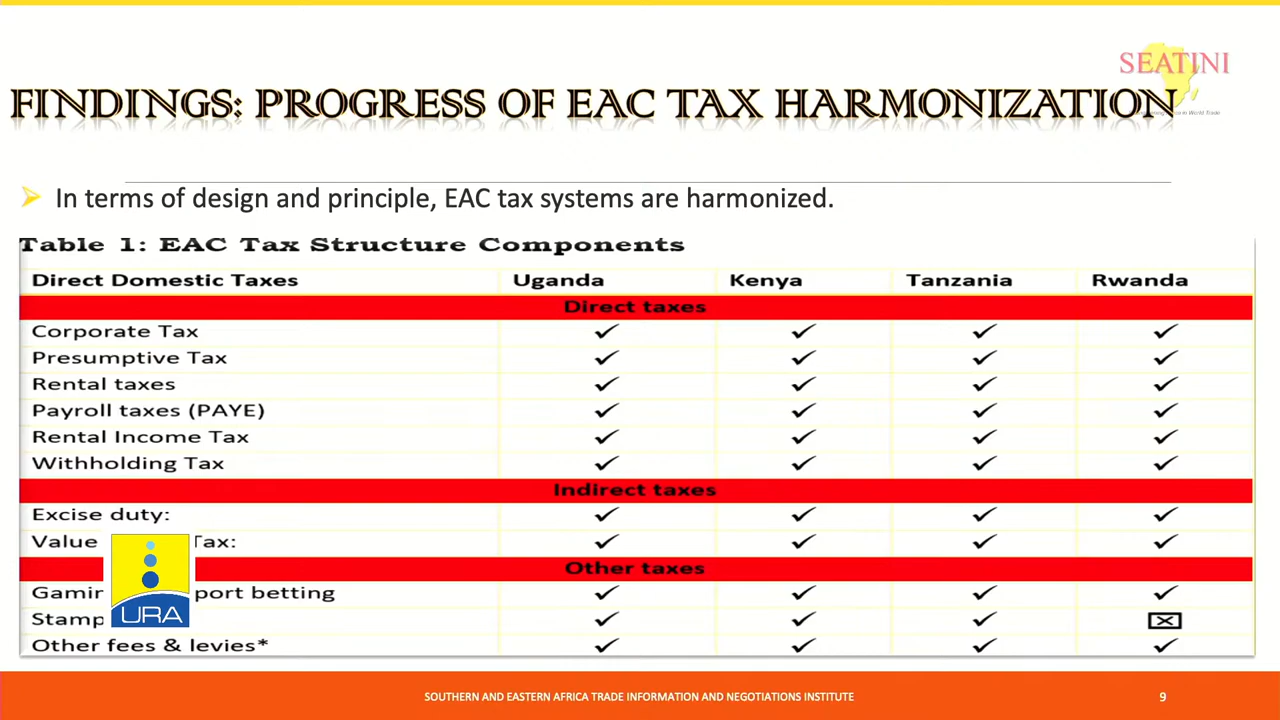 SEATINI
FINDINGS: PROGRESS OF EAC TAX HARMONIZATION
In terms of design and principle, EAC tax systems are harmonized.
Table 1: EAC Tax Structure Components
Direct Domestic Taxes Uganda Kenya Tanzania Rwanda
Direct taxes
Corporate Tax ✓ ✓ ✓ ✓
Presumptive Tax ✓ ✓ ✓ ✓
Rental taxes ✓ ✓ ✓ ✓
Payroll taxes (PAYE) ✓ ✓ ✓ ✓
Rental Income Tax ✓ ✓ ✓ ✓
Withholding Tax ✓ ✓ ✓ ✓
Indirect taxes
Excise duty: ✓ ✓ ✓ ✓
Value Tax: ✓ ✓ ✓ ✓
Other taxes
betting ✓ ✓ ✓ ✓
Stamp ✓ ✓ ✓ ☒
Other fees & levies* ✓ ✓ ✓ ✓
URA
SOUTHERN AND EASTERN AFRICA TRADE INFORMATION AND NEGOTIATIONS INSTITUTE
9